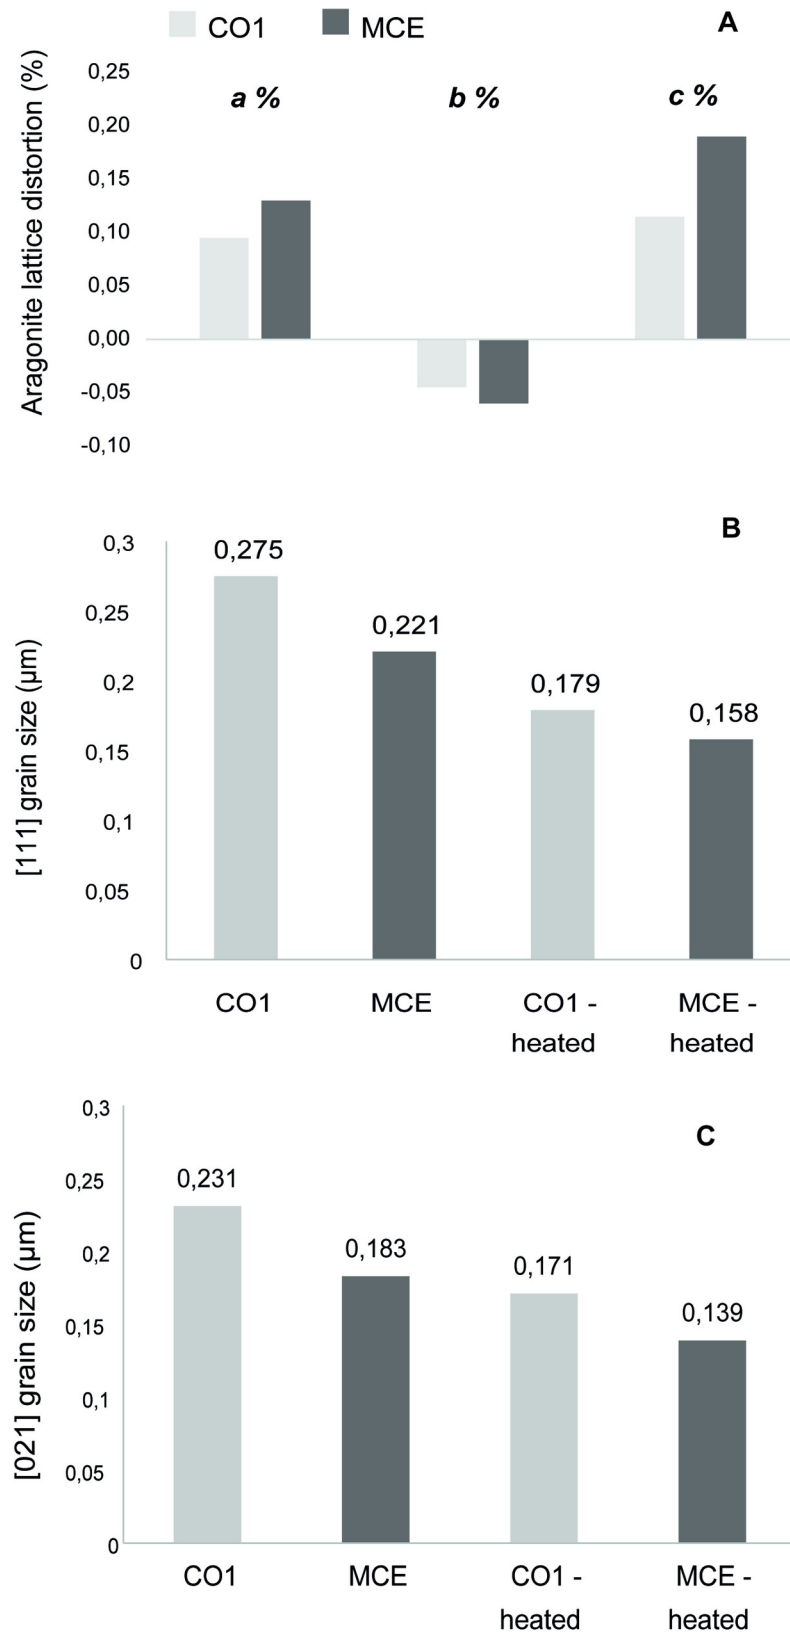 CO1 MCE A
Aragonite lattice distortion (%)
0,25
a % b % c %
0,20
0,15
0,10
0,05
0,00
-0,05
-0,10
B
[111] grain size (µm)
0,3
0,25
0,2
0,15
0,1
0,05
0
0,275
0,221
0,179
0,158
CO1 MCE CO1 - MCE -
heated heated
C
[021] grain size (µm)
0,3
0,25
0,2
0,15
0,1
0,05
0
0,231
0,183
0,171
0,139
CO1 MCE CO1 - MCE -
heated heated